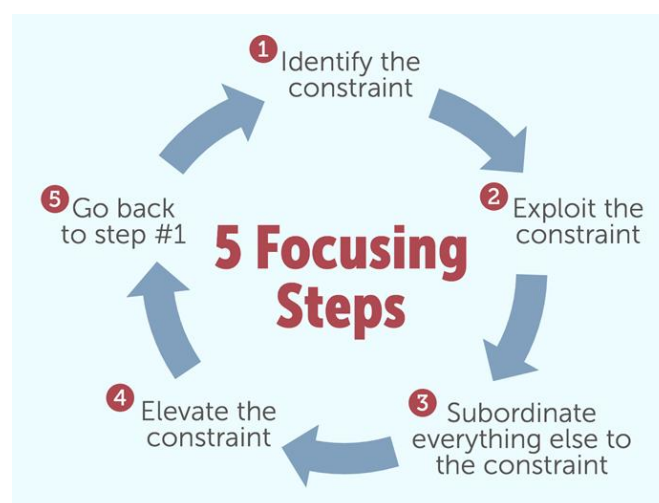 1 Identify the
constraint
2 Exploit the
constraint
3 Subordinate
everything else to
the constraint
4 Elevate the
constraint
5 Go back
to step #1
5 Focusing
Steps